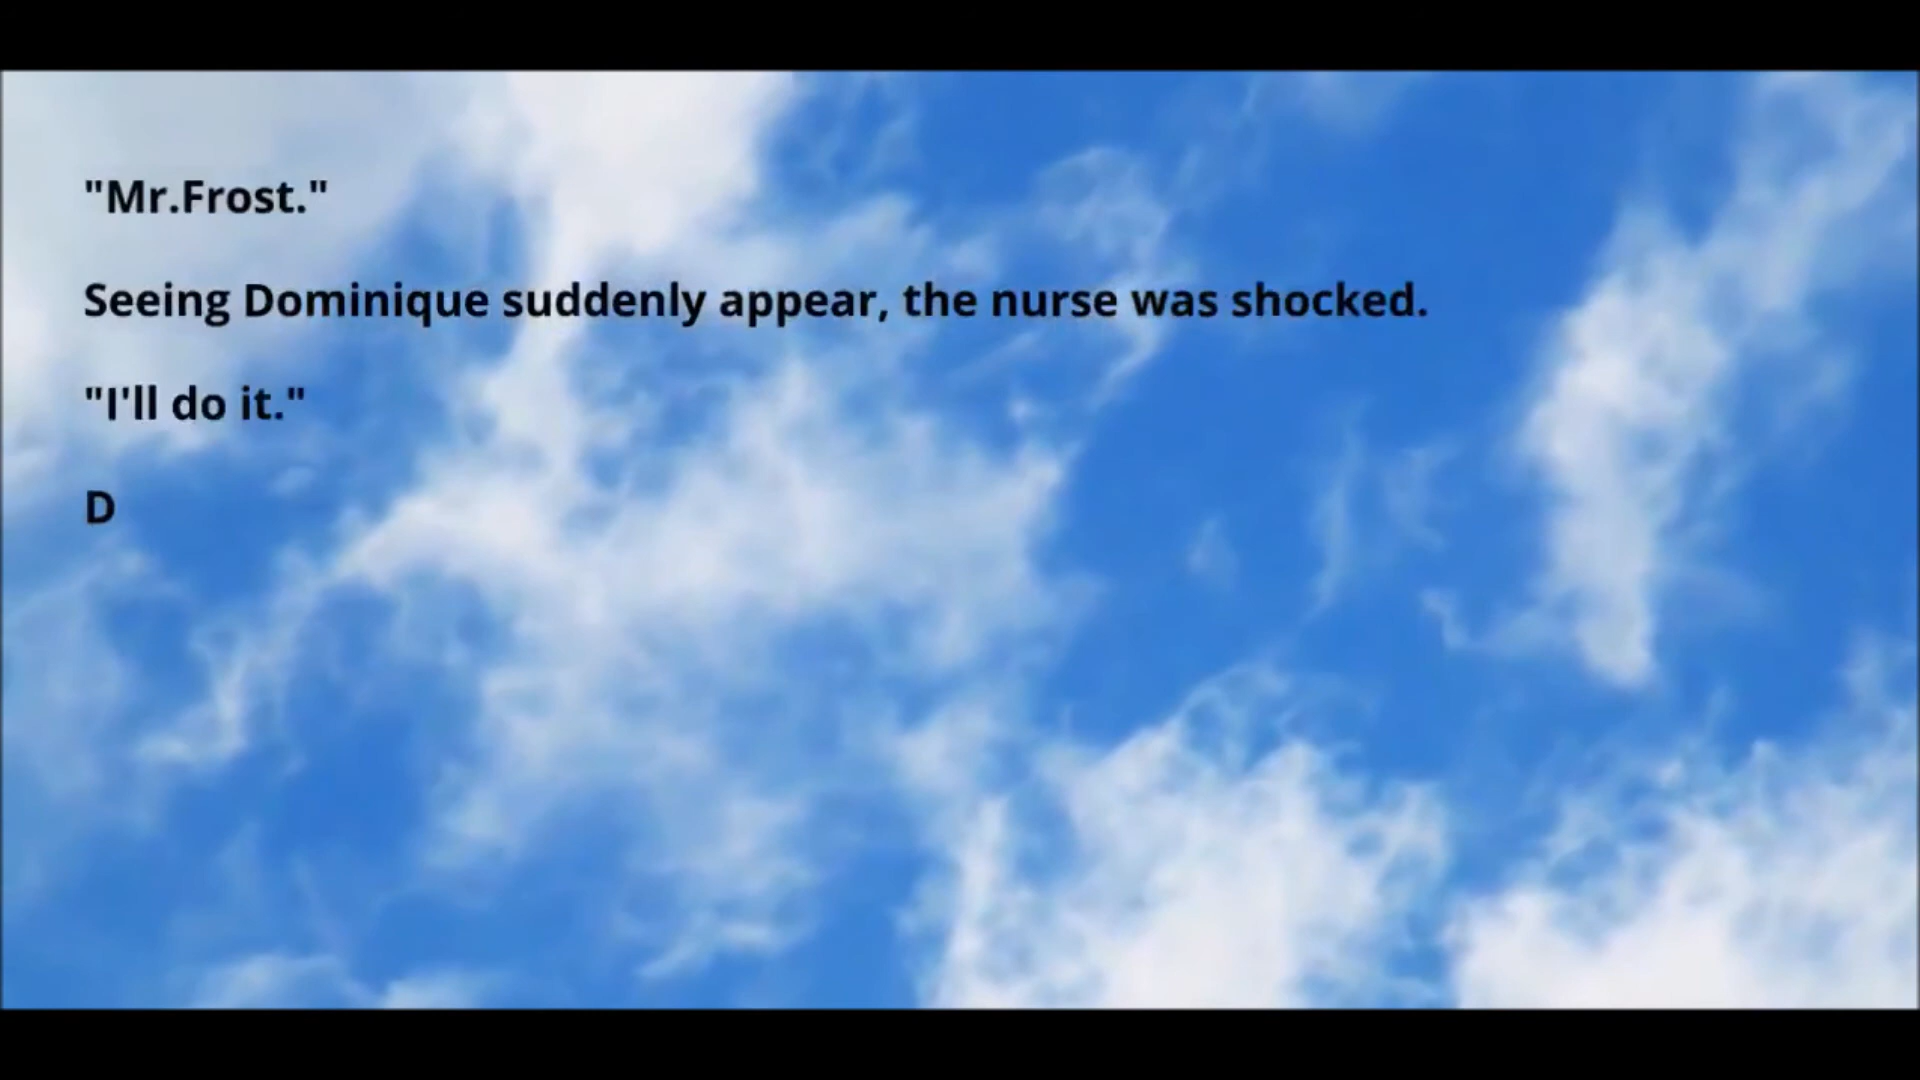 "Mr.Frost."
Seeing Dominique suddenly appear, the nurse was shocked.
"I'll do it."
D